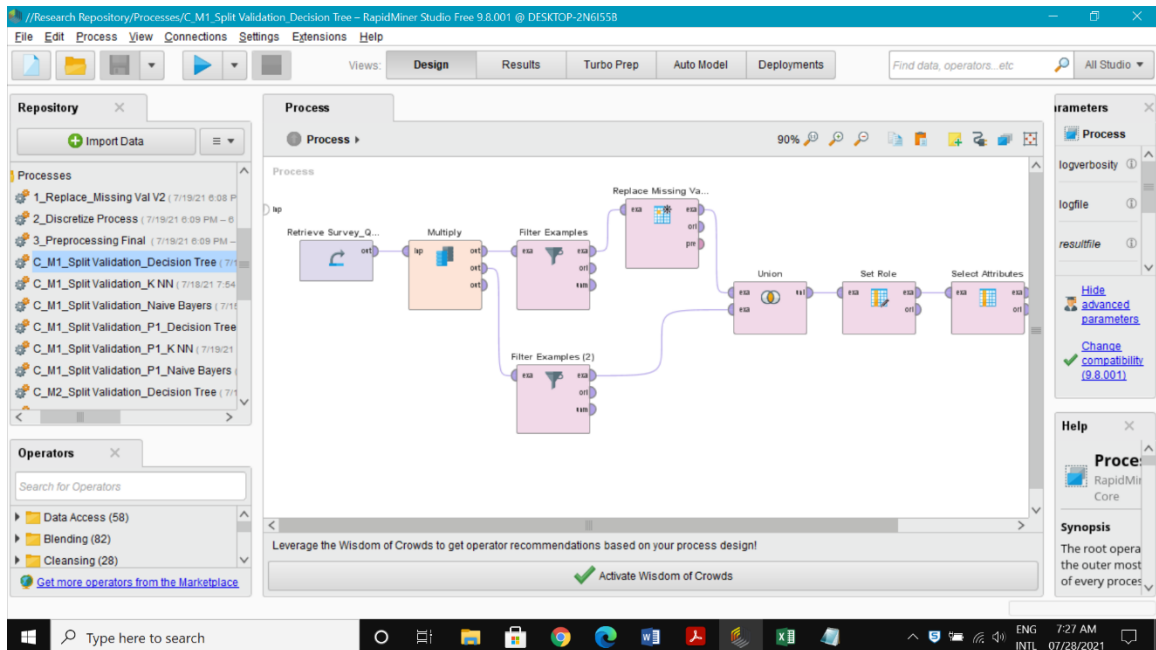 //Research Repository/Processes/C_M1_Split Validation_Decision Tree – RapidMiner Studio Free 9.8.001 @ DESKTOP-2N6I55B
File Edit Process View Connections Settings Extensions Help
Views: Design Results Turbo Prep Auto Model Deployments Find data, operators...etc All Studio
Repository
Import Data
Processes
1_Replace_Missing Val V2 (7/19/21 6:08 P
2_Discretize Process (7/19/21 6:09 PM – 6
3_Preprocessing Final (7/19/21 6:09 PM –
C_M1_Split Validation_Decision Tree (7/1
C_M1_Split Validation_K NN (7/18/21 7:54
C_M1_Split Validation_Naive Bayers (7/18
C_M1_Split Validation_P1_Decision Tree
C_M1_Split Validation_P1_K NN (7/19/21
C_M1_Split Validation_P1_Naive Bayers (
C_M2_Split Validation_Decision Tree (7/1
Operators
Search for Operators
Data Access (58)
Blending (82)
Cleansing (28)
Get more operators from the Marketplace
Process
Process
90%
Process
inp
Retrieve Survey_Q...
out
Multiply
inp out
out
out
Filter Examples
exa exa
ori
unm
Replace Missing Va...
exa exa
ori
pre
Filter Examples (2)
exa exa
ori
unm
Union
exa uni
exa
Set Role
exa exa
ori
Select Attributes
exa exa
ori
Leverage the Wisdom of Crowds to get operator recommendations based on your process design!
Activate Wisdom of Crowds
arameters
Process
logverbosity
logfile
resultfile
Hide
advanced
parameters
Change
compatibility
(9.8.001)
Help
Proce
RapidMir
Core
Synopsis
The root opera
the outer most
of every proces
Type here to search
ENG
INTL
7:27 AM
07/28/2021